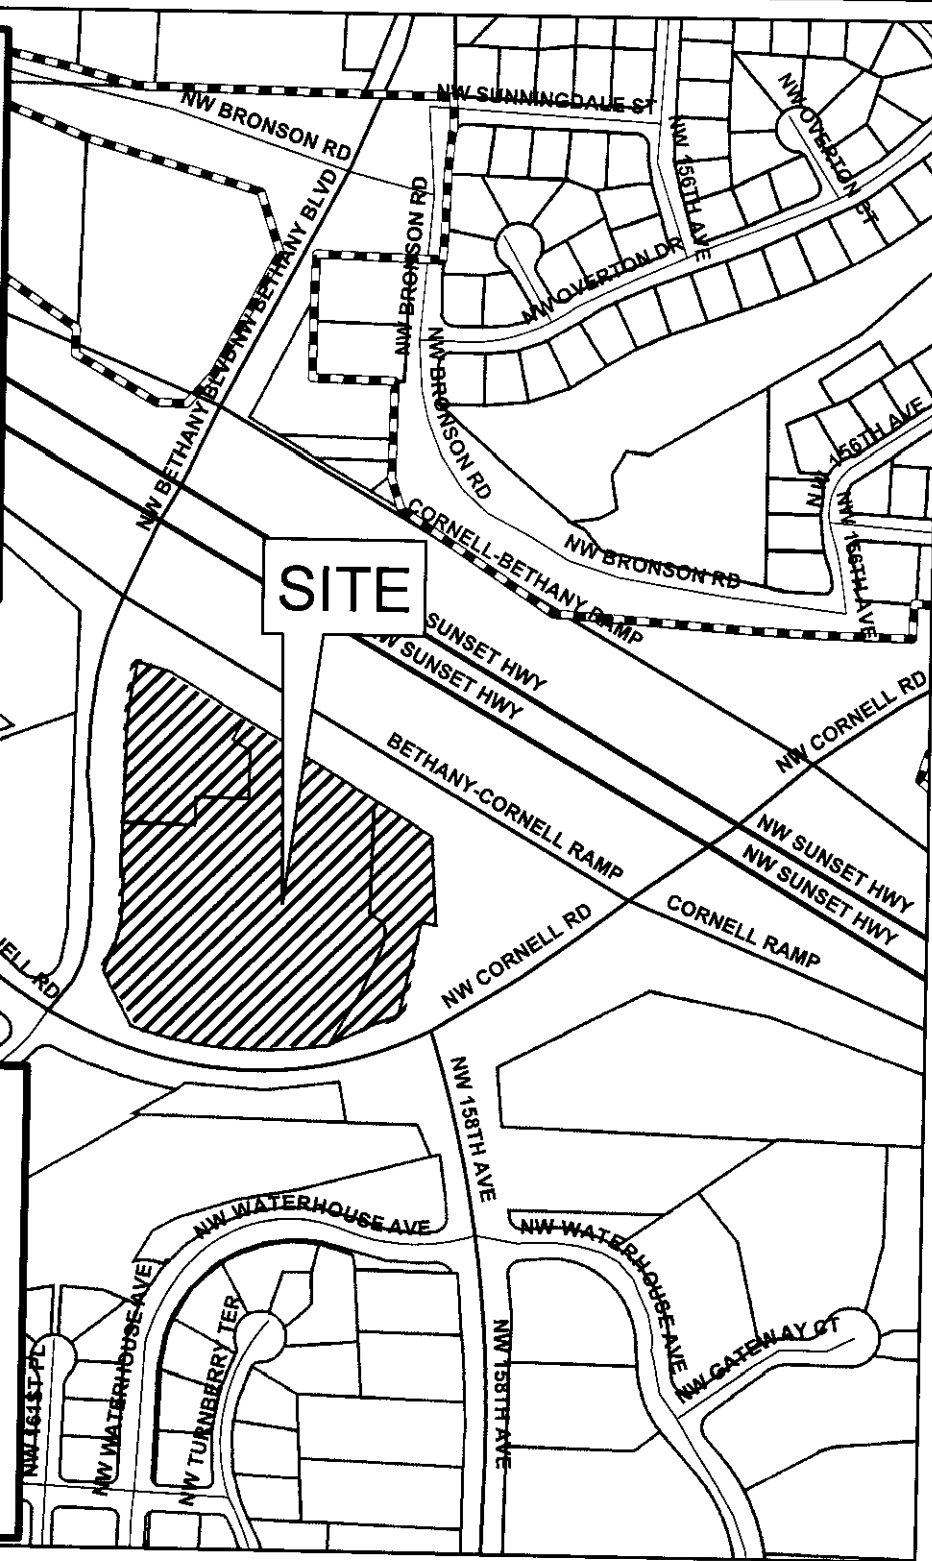 NW SUNNINGDALE ST
NW BRONSON RD
NW OVERTON CT
NW 156TH AVE
NW BETHANY BLVD
NW BRONSON RD
NW OVERTON DR
NW BETHANY BLVD
NW BRONSON RD
NW 156TH AVE
NW 156TH AVE
CORNELL-BETHANY RAMP
NW BRONSON RD
SITE
SUNSET HWY
NW SUNSET HWY
NW CORNELL RD
BETHANY-CORNELL RAMP
NW SUNSET HWY
NW SUNSET HWY
CORNELL RAMP
NW CORNELL RD
NELL RD
NW 158TH AVE
NW WATERHOUSE AVE
NW WATERHOUSE AVE
NW WATERHOUSE AVE
NW TURNBERRY TER
NW 161ST PL
NW 158TH AVE
NW GATEWAY CT